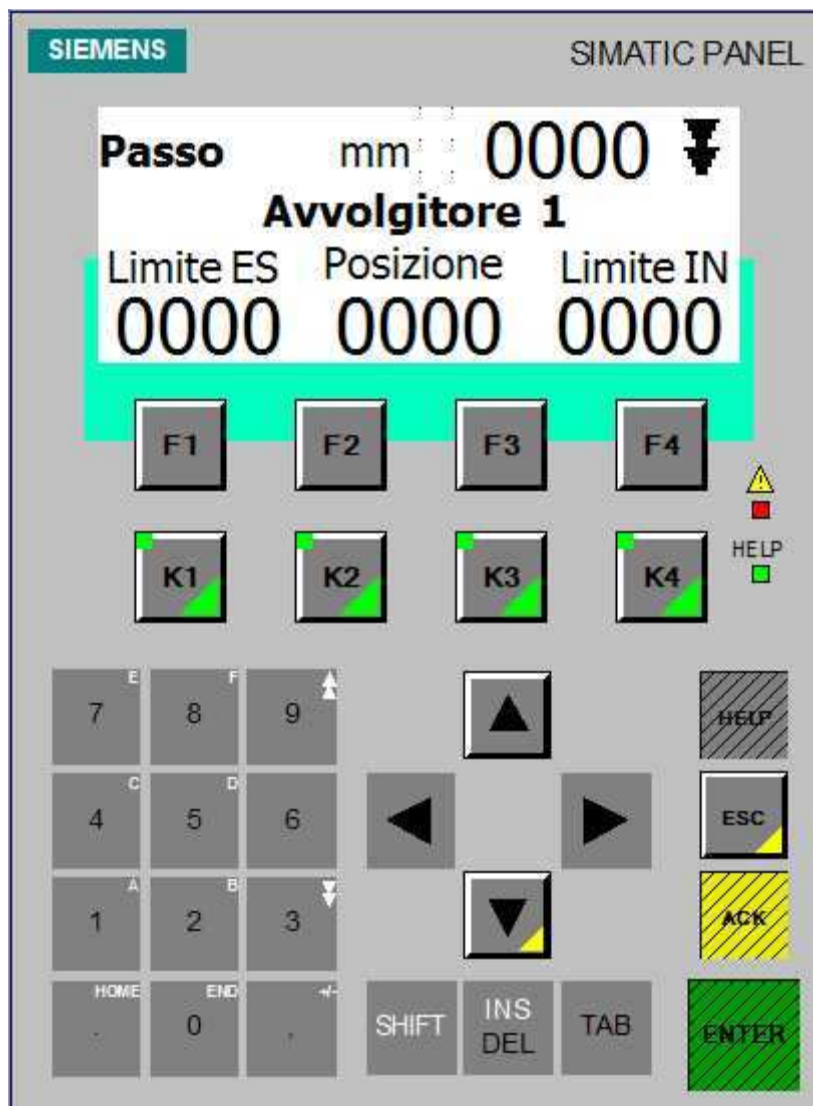 SIEMENS SIMATIC PANEL
Passo mm 0000
Avvolgitore 1
Limite ES Posizione Limite IN
0000 0000 0000
F1 F2 F3 F4
K1 K2 K3 K4
HELP
E F
7 8 9
HELP
C D
4 5 6
ESC
A B
1 2 3
ACK
HOME END +/-
. 0 ,
SHIFT INS DEL TAB
ENTER